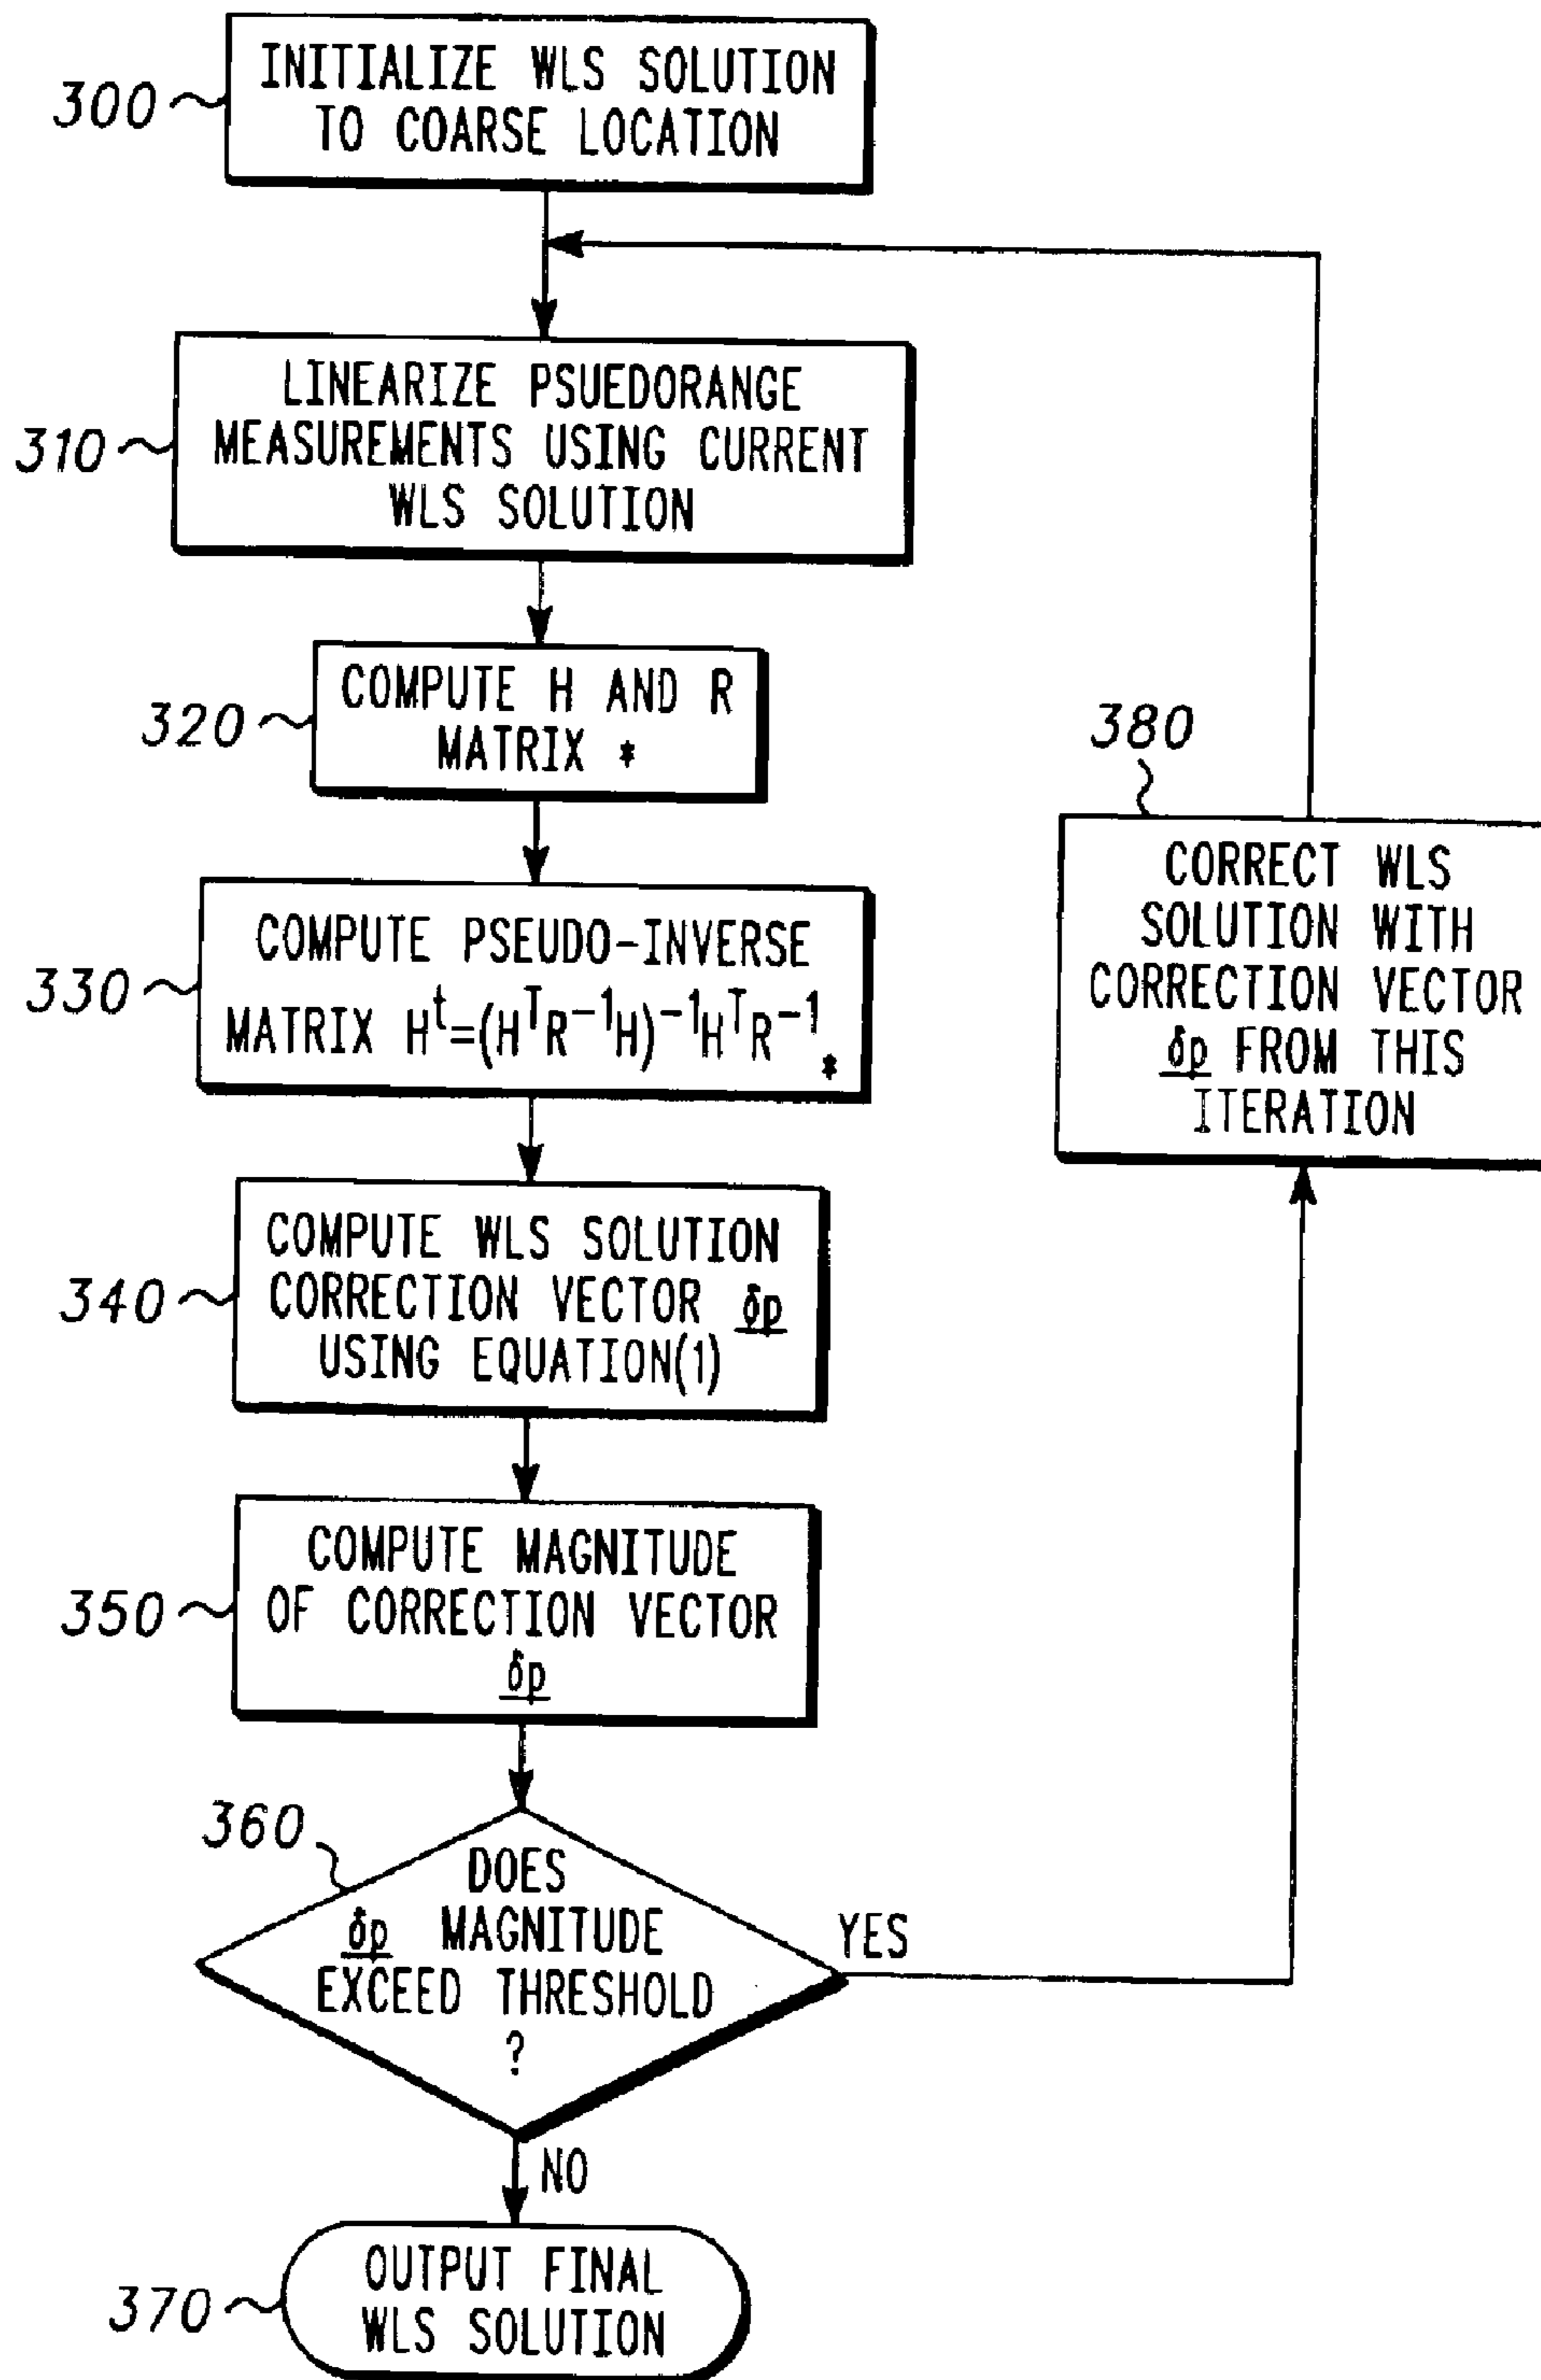 300
INITIALIZE WLS SOLUTION
TO COARSE LOCATION
310
LINEARIZE PSUEDORANGE
MEASUREMENTS USING CURRENT
WLS SOLUTION
320
COMPUTE H AND R
MATRIX *
330
COMPUTE PSEUDO-INVERSE
MATRIX Hᵗ=(HᵀR⁻¹H)⁻¹HᵀR⁻¹*
340
COMPUTE WLS SOLUTION
CORRECTION VECTOR δp
USING EQUATION(1)
350
COMPUTE MAGNITUDE
OF CORRECTION VECTOR
δp
360
DOES
δp MAGNITUDE
EXCEED THRESHOLD
?
YES
NO
370
OUTPUT FINAL
WLS SOLUTION
380
CORRECT WLS
SOLUTION WITH
CORRECTION VECTOR
δp FROM THIS
ITERATION